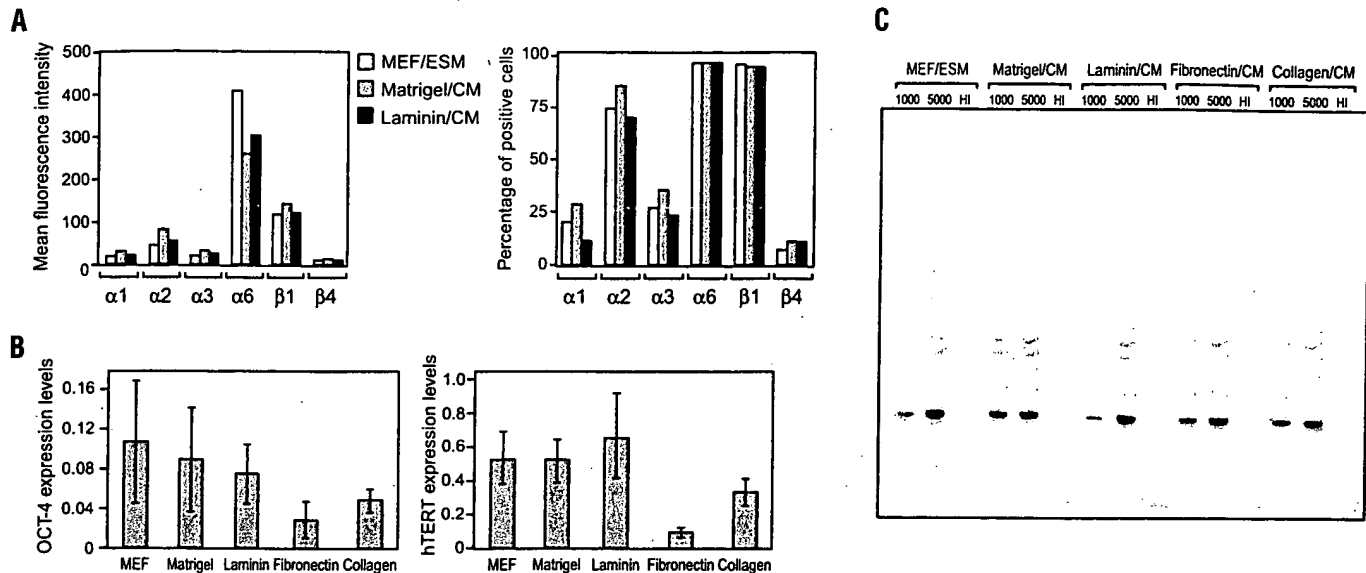 A
Mean fluorescence intensity
500
400
300
200
100
0
α1 α2 α3 α6 β1 β4
MEF/ESM
Matrigel/CM
Laminin/CM
Percentage of positive cells
100
75
50
25
0
α1 α2 α3 α6 β1 β4
B
OCT-4 expression levels
0.16
0.12
0.08
0.04
0
MEF Matrigel Laminin Fibronectin Collagen
hTERT expression levels
1.0
0.8
0.6
0.4
0.2
0
MEF Matrigel Laminin Fibronectin Collagen
C
MEF/ESM Matrigel/CM Laminin/CM Fibronectin/CM Collagen/CM
1000 5000 HI 1000 5000 HI 1000 5000 HI 1000 5000 HI 1000 5000 HI